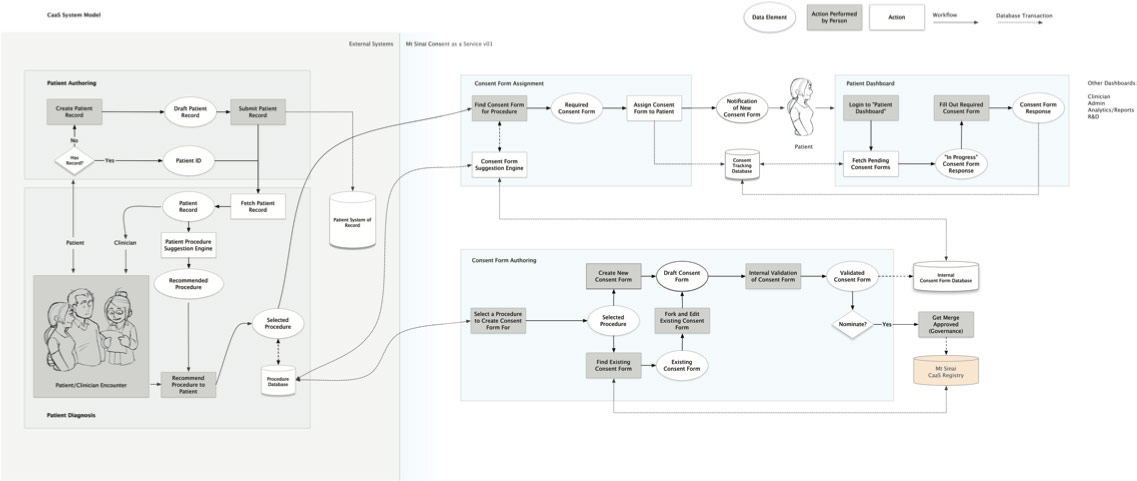 CaaS System Model
Data Element
Action Performed
by Person
Action
Workflow
Database Transaction
External Systems
Mt Sinai Consent as a Service v01
Patient Authoring
Create Patient
Record
Draft Patient
Record
Submit Patient
Record
No
Has
Record?
Yes
Patient ID
Patient
Record
Fetch Patient
Record
Patient
Clinician
Patient Procedure
Suggestion Engine
Recommended
Procedure
Patient System of
Record
Selected
Procedure
Patient/Clinician Encounter
Recommend
Procedure to
Patient
Procedure
Database
Patient Diagnosis
Consent Form Assignment
Find Consent Form
for Procedure
Required
Consent Form
Assign Consent
Form to Patient
Consent Form
Suggestion Engine
Notification
of New
Consent Form
Patient
Consent
Tracking
Database
Patient Dashboard
Login to "Patient
Dashboard"
Fill Out Required
Consent Form
Consent Form
Response
Fetch Pending
Consent Forms
"In Progress"
Consent Form
Response
Other Dashboards:
Clinician
Admin
Analytics/Reports
R&D
Consent Form Authoring
Create New
Consent Form
Draft Consent
Form
Internal Validation
of Consent Form
Validated
Consent Form
Internal
Consent Form Database
Select a Procedure
to Create Consent
Form For
Selected
Procedure
Fork and Edit
Existing Consent
Form
Nominate?
Yes
Get Merge
Approved
(Governance)
Find Existing
Consent Form
Existing
Consent Form
Mt Sinai
CaaS Registry